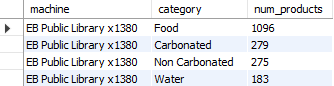 machine category num_products
EB Public Library x1380 Food 1096
EB Public Library x1380 Carbonated 279
EB Public Library x1380 Non Carbonated 275
EB Public Library x1380 Water 183